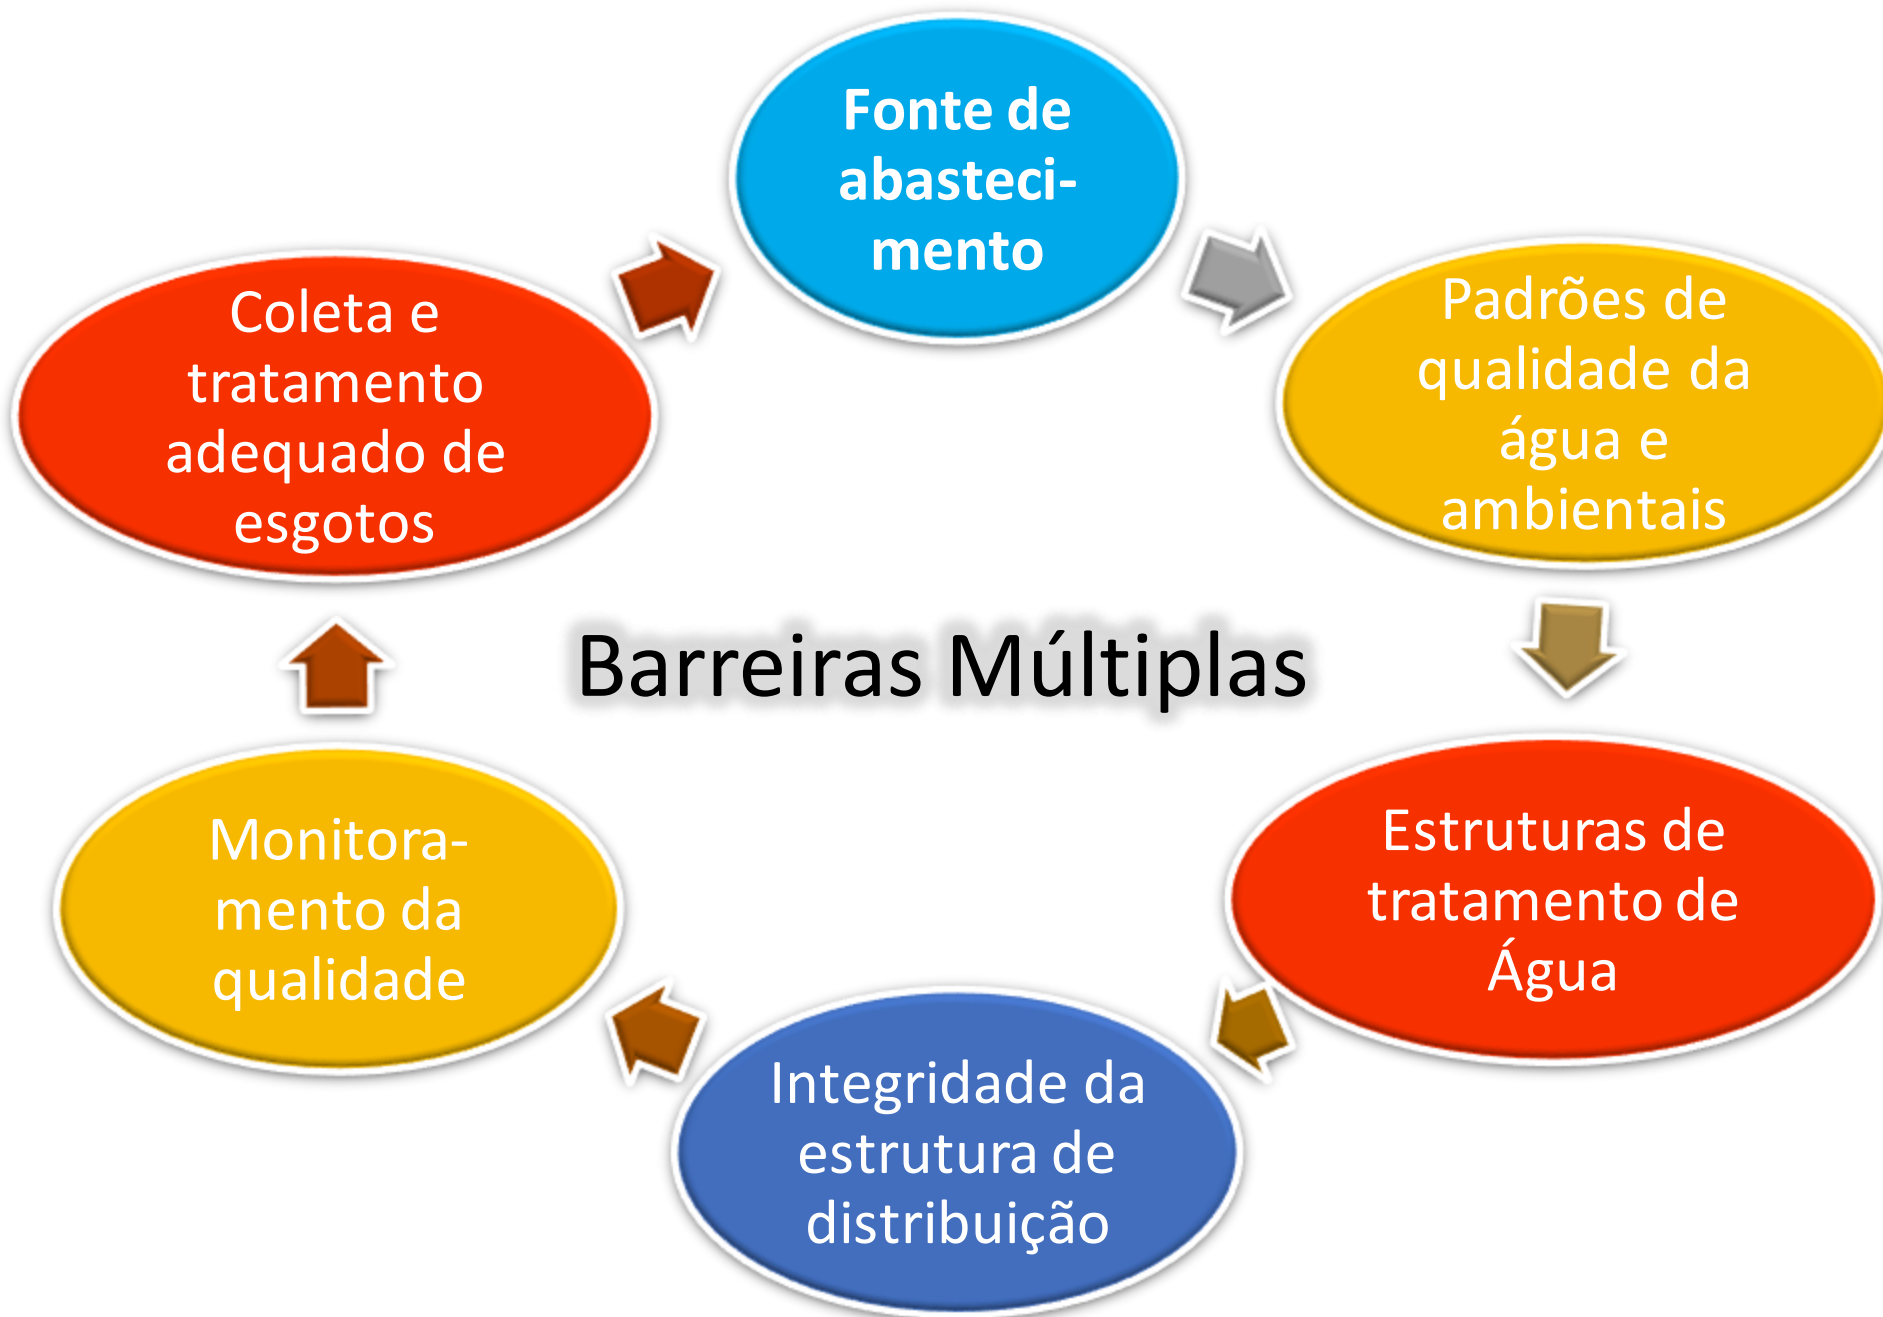 Fonte de
abasteci-
mento
Padrões de
qualidade da
água e
ambientais
Estruturas de
tratamento de
Água
Integridade da
estrutura de
distribuição
Monitora-
mento da
qualidade
Coleta e
tratamento
adequado de
esgotos
Barreiras Múltiplas